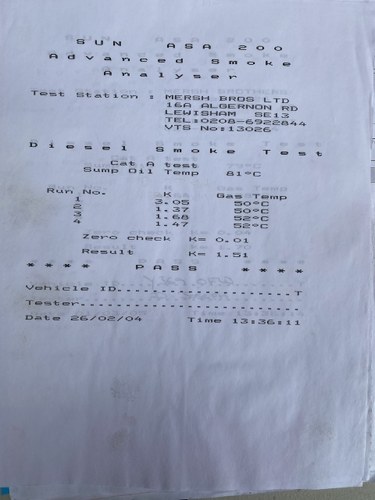 SUN ASA 200
Advanced Smoke
Analyser
Test Station : MERSH BROS LTD
16A ALGERNON RD
LEWISHAM SE13
TEL:0208-6922844
VTS No:13026
Diesel Smoke Test
Cat A test
Sump Oil Temp 81°C
Run No. K Gas Temp
1 3.05 50°C
2 1.37 50°C
3 1.68 52°C
4 1.47 52°C
Zero check K= 0.01
Result K= 1.51
* * * * PASS * * * *
Vehicle ID....................T
Tester.........................
Date 26/02/04 Time 13:36:11